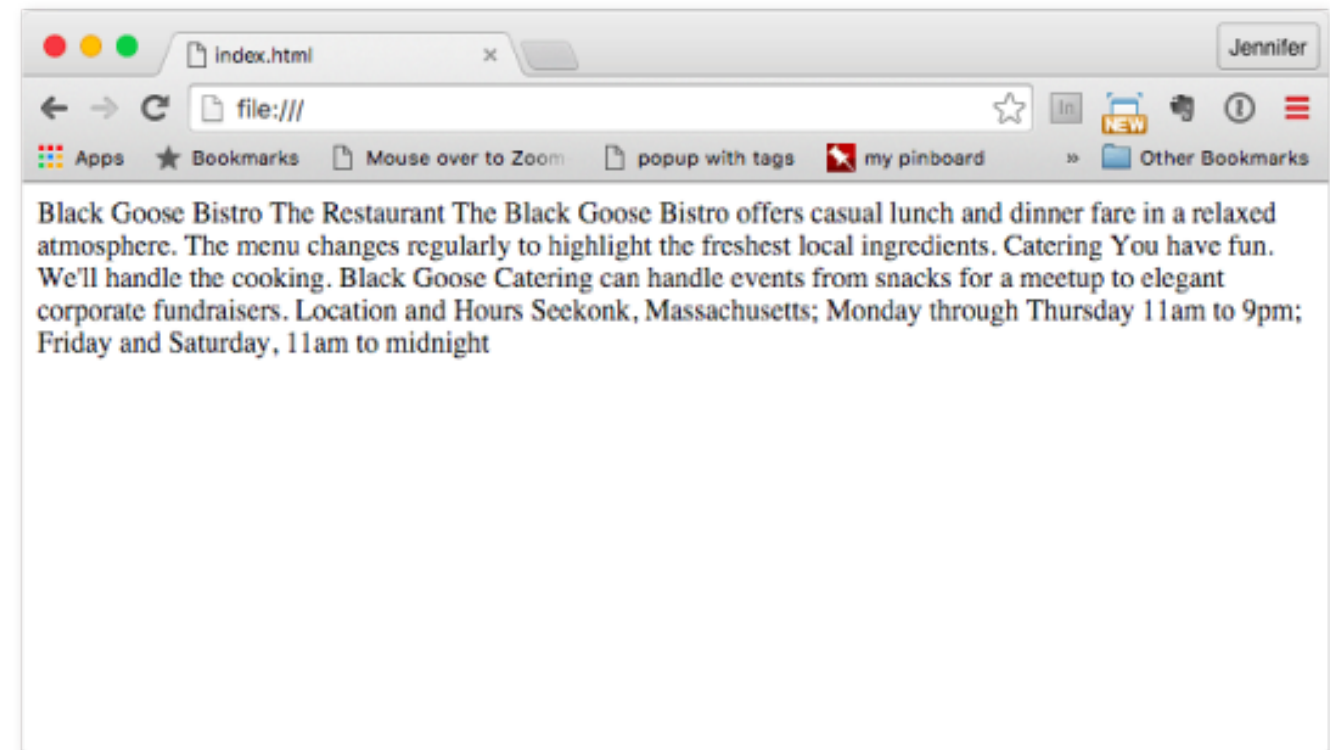 index.html
Jennifer
file:///
In
NEW
Apps Bookmarks Mouse over to Zoom popup with tags my pinboard » Other Bookmarks
Black Goose Bistro The Restaurant The Black Goose Bistro offers casual lunch and dinner fare in a relaxed
atmosphere. The menu changes regularly to highlight the freshest local ingredients. Catering You have fun.
We'll handle the cooking. Black Goose Catering can handle events from snacks for a meetup to elegant
corporate fundraisers. Location and Hours Seekonk, Massachusetts; Monday through Thursday 11am to 9pm;
Friday and Saturday, 11am to midnight